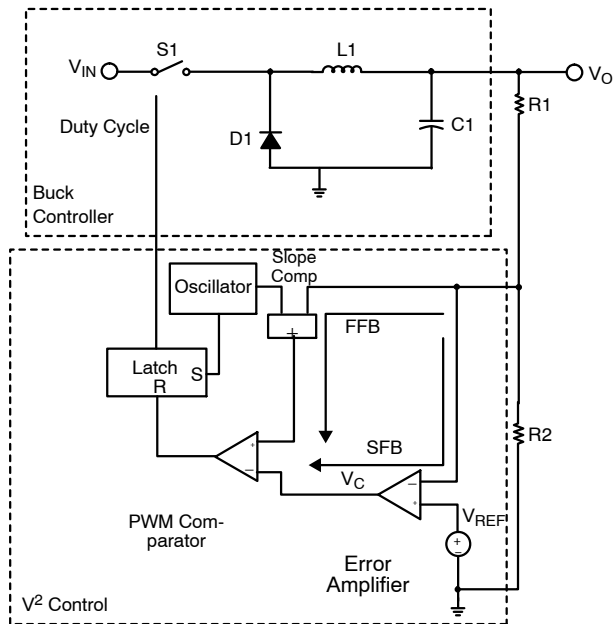 S1
L1
V_IN
V_O
R1
Duty Cycle
D1
C1
Buck
Controller
Slope
Comp
Oscillator
+
FFB
Latch
S
R
R2
+
−
SFB
V_C
−
+
V_REF
PWM Com-
parator
+
−
Error
Amplifier
V² Control